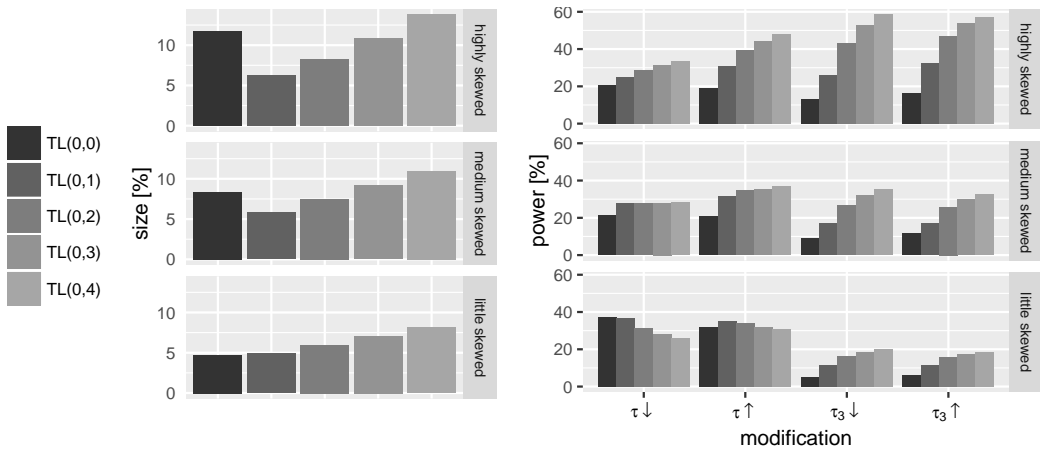 TL(0,0)
TL(0,1)
TL(0,2)
TL(0,3)
TL(0,4)
size [%]
10
5
0
highly skewed
10
5
0
medium skewed
10
5
0
little skewed
power [%]
60
40
20
0
highly skewed
60
40
20
0
medium skewed
60
40
20
0
little skewed
τ↓ τ↑ τ₃↓ τ₃↑
modification